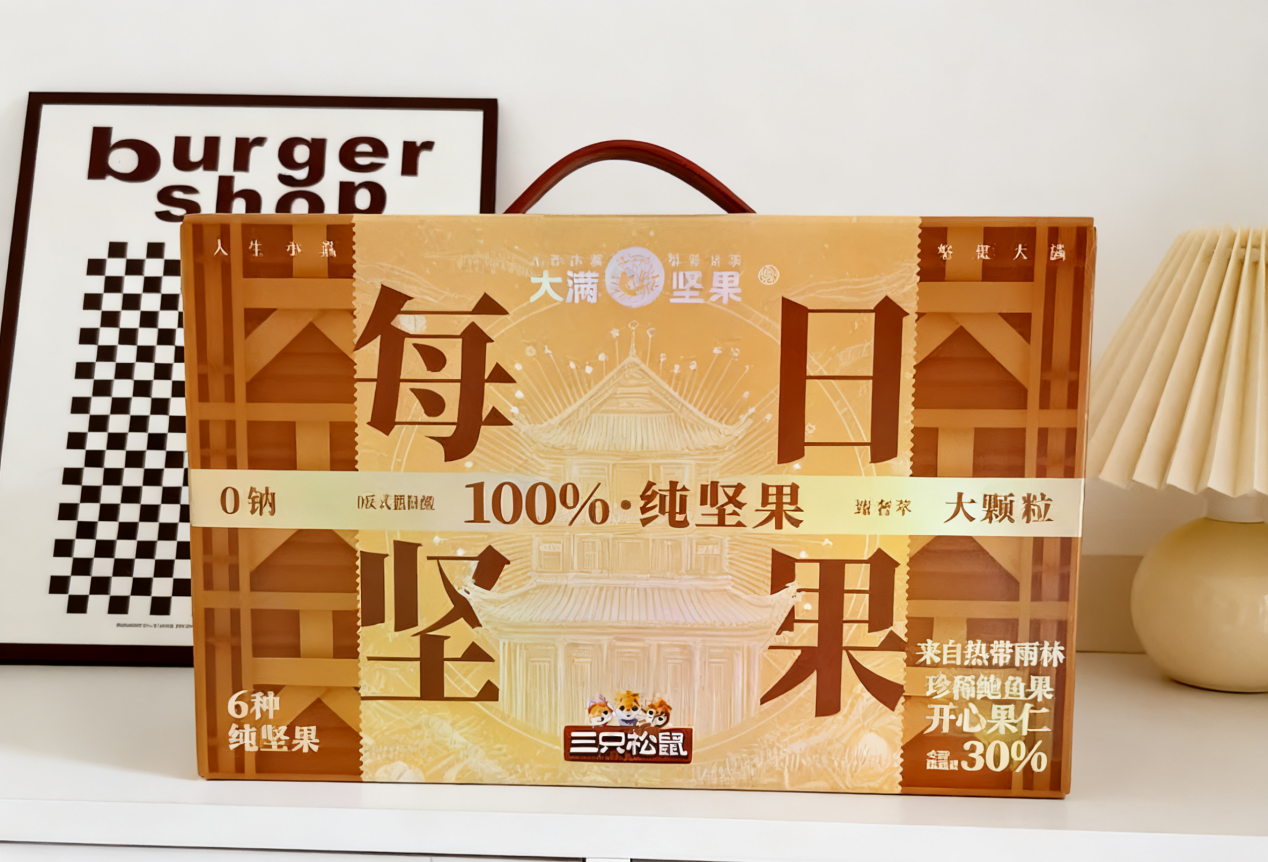 burger
shop
大满 坚果
每日
0钠
100%·纯坚果
大颗粒
坚果
来自热带雨林
珍稀鲍鱼果
开心果仁
30%
6种
纯坚果
三只松鼠